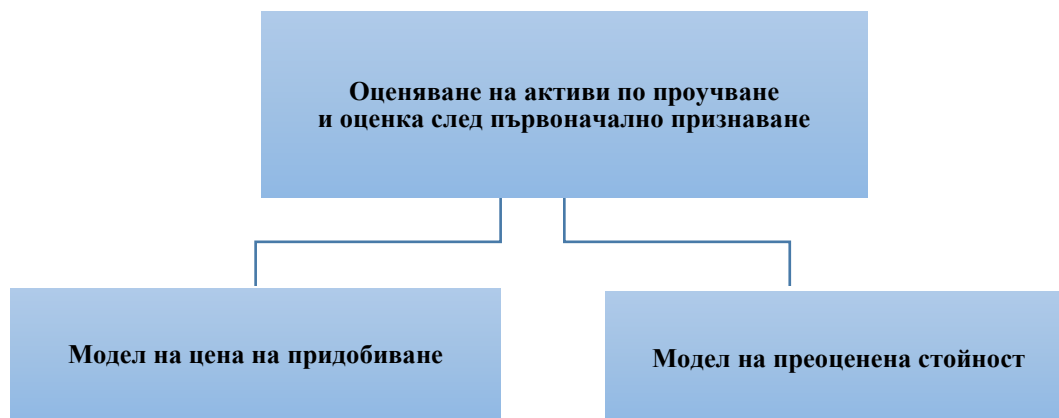 Оценяване на активи по проучване
и оценка след първоначално признаване
Модел на цена на придобиване
Модел на преоценена стойност